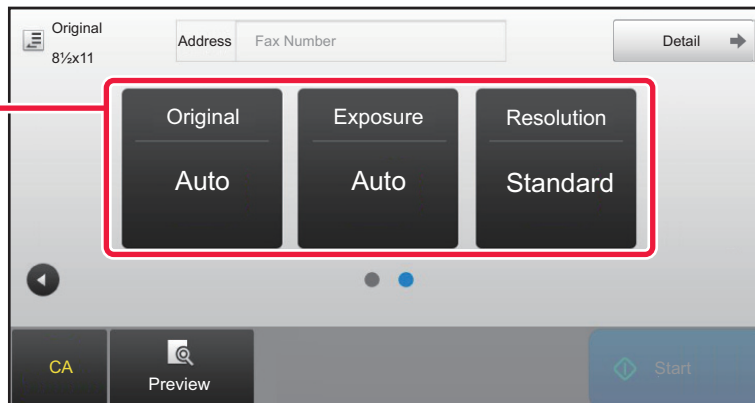 Original
8½x11
Address Fax Number
Detail
Original
Auto
Exposure
Auto
Resolution
Standard
CA
Preview
Start